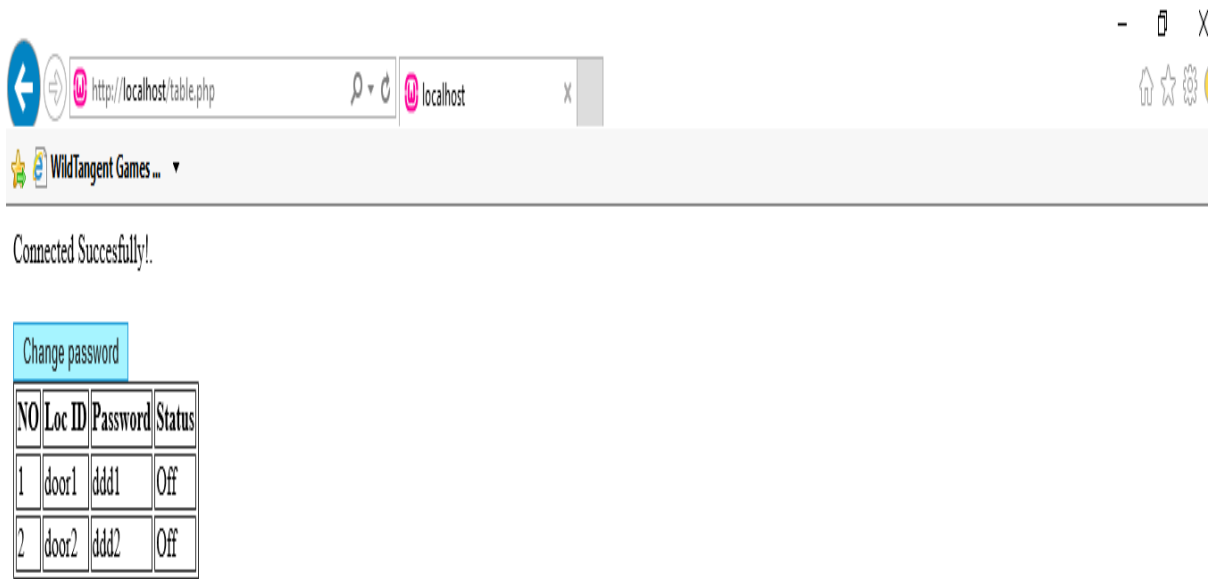 http://localhost/table.php localhost
WildTangent Games ...
Connected Succesfully!.
Change password
NO Loc ID Password Status
1 door1 ddd1 Off
2 door2 ddd2 Off